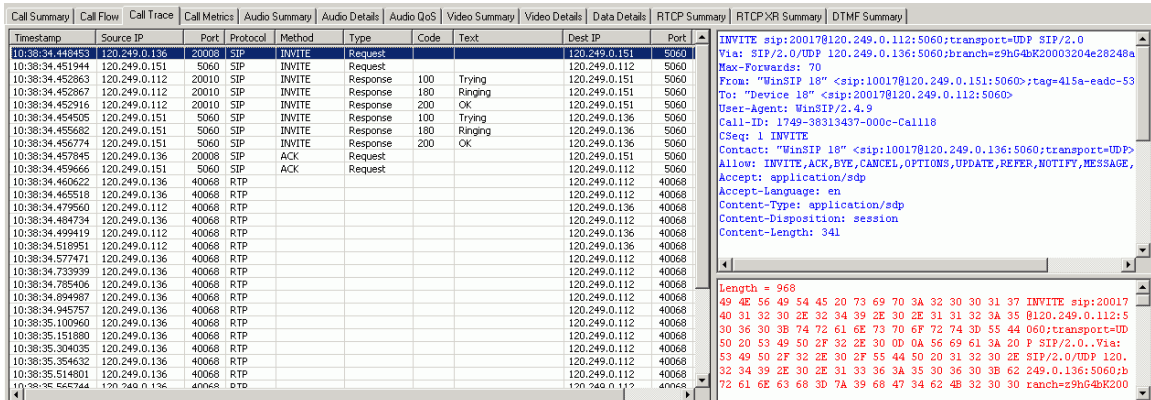 Call Summary Call Flow Call Trace Call Metrics Audio Summary Audio Details Audio QoS Video Summary Video Details Data Details RTCP Summary RTCP XR Summary DTMF Summary
Timestamp Source IP Port Protocol Method Type Code Text Dest IP Port
10:38:34.448453 120.249.0.136 20008 SIP INVITE Request 120.249.0.151 5060
10:38:34.451944 120.249.0.151 5060 SIP INVITE Request 120.249.0.112 5060
10:38:34.452863 120.249.0.112 20010 SIP INVITE Response 100 Trying 120.249.0.151 5060
10:38:34.452867 120.249.0.112 20010 SIP INVITE Response 180 Ringing 120.249.0.151 5060
10:38:34.452916 120.249.0.112 20010 SIP INVITE Response 200 OK 120.249.0.151 5060
10:38:34.454505 120.249.0.151 5060 SIP INVITE Response 100 Trying 120.249.0.136 5060
10:38:34.455682 120.249.0.151 5060 SIP INVITE Response 180 Ringing 120.249.0.136 5060
10:38:34.456774 120.249.0.151 5060 SIP INVITE Response 200 OK 120.249.0.136 5060
10:38:34.457845 120.249.0.136 20008 SIP ACK Request 120.249.0.151 5060
10:38:34.459666 120.249.0.151 5060 SIP ACK Request 120.249.0.112 5060
10:38:34.460622 120.249.0.136 40068 RTP 120.249.0.112 40068
10:38:34.465518 120.249.0.136 40068 RTP 120.249.0.112 40068
10:38:34.479560 120.249.0.112 40068 RTP 120.249.0.136 40068
10:38:34.484734 120.249.0.136 40068 RTP 120.249.0.112 40068
10:38:34.499419 120.249.0.112 40068 RTP 120.249.0.136 40068
10:38:34.518951 120.249.0.112 40068 RTP 120.249.0.136 40068
10:38:34.577471 120.249.0.136 40068 RTP 120.249.0.112 40068
10:38:34.733939 120.249.0.136 40068 RTP 120.249.0.112 40068
10:38:34.785406 120.249.0.136 40068 RTP 120.249.0.112 40068
10:38:34.894987 120.249.0.136 40068 RTP 120.249.0.112 40068
10:38:34.945757 120.249.0.136 40068 RTP 120.249.0.112 40068
10:38:35.100960 120.249.0.136 40068 RTP 120.249.0.112 40068
10:38:35.151880 120.249.0.136 40068 RTP 120.249.0.112 40068
10:38:35.304035 120.249.0.136 40068 RTP 120.249.0.112 40068
10:38:35.354632 120.249.0.136 40068 RTP 120.249.0.112 40068
10:38:35.514801 120.249.0.136 40068 RTP 120.249.0.112 40068
10:38:35.565744 120.249.0.136 40068 RTP 120.249.0.112 40068
INVITE sip:20017@120.249.0.112:5060;transport=UDP SIP/2.0
Via: SIP/2.0/UDP 120.249.0.136:5060;branch=z9hG4bK20003204e28248a
Max-Forwards: 70
From: "WinSIP 18" <sip:10017@120.249.0.151:5060>;tag=415a-eadc-53
To: "Device 18" <sip:20017@120.249.0.112:5060>
User-Agent: WinSIP/2.4.9
Call-ID: 1749-38313437-000c-Call18
CSeq: 1 INVITE
Contact: "WinSIP 18" <sip:10017@120.249.0.136:5060;transport=UDP>
Allow: INVITE,ACK,BYE,CANCEL,OPTIONS,UPDATE,REFER,NOTIFY,MESSAGE,
Accept: application/sdp
Accept-Language: en
Content-Type: application/sdp
Content-Disposition: session
Content-Length: 341
Length = 968
49 4E 56 49 54 45 20 73 69 70 3A 32 30 30 31 37 INVITE sip:20017
40 31 32 30 2E 32 34 39 2E 30 2E 31 31 32 3A 35 @120.249.0.112:5
30 36 30 3B 74 72 61 6E 73 70 6F 72 74 3D 55 44 060;transport=UD
50 20 53 49 50 2F 32 2E 30 0D 0A 56 69 61 3A 20 P SIP/2.0..Via:
53 49 50 2F 32 2E 30 2F 55 44 50 20 31 32 30 2E SIP/2.0/UDP 120.
32 34 39 2E 30 2E 31 33 36 3A 35 30 36 30 3B 62 249.0.136:5060;b
72 61 6E 63 68 3D 7A 39 68 47 34 62 4B 32 30 30 ranch=z9hG4bK200